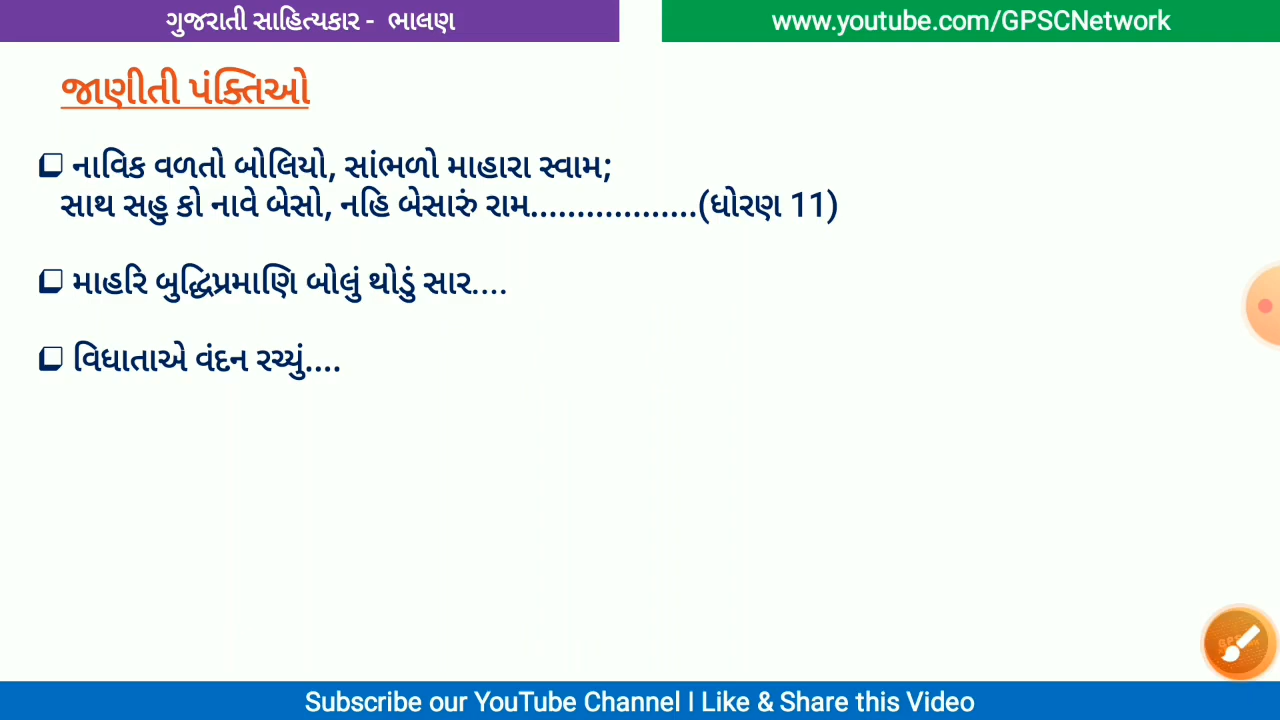 ગુજરાતી સાહિત્યકાર - ભાલણ
www.youtube.com/GPSCNetwork
જાણીતી પંક્તિઓ
❑ નાવિક વળતો બોલિયો, સાંભળો માહારા સ્વામ;
સાથ સહુ કો નાવે બેસો, નહિ બેસારું રામ..................(ધોરણ 11)
❑ માહરિ બુદ્ધિપ્રમાણિ બોલું થોડું સાર....
❑ વિધાતાએ વંદન રચ્યું....
Subscribe our YouTube Channel l Like & Share this Video